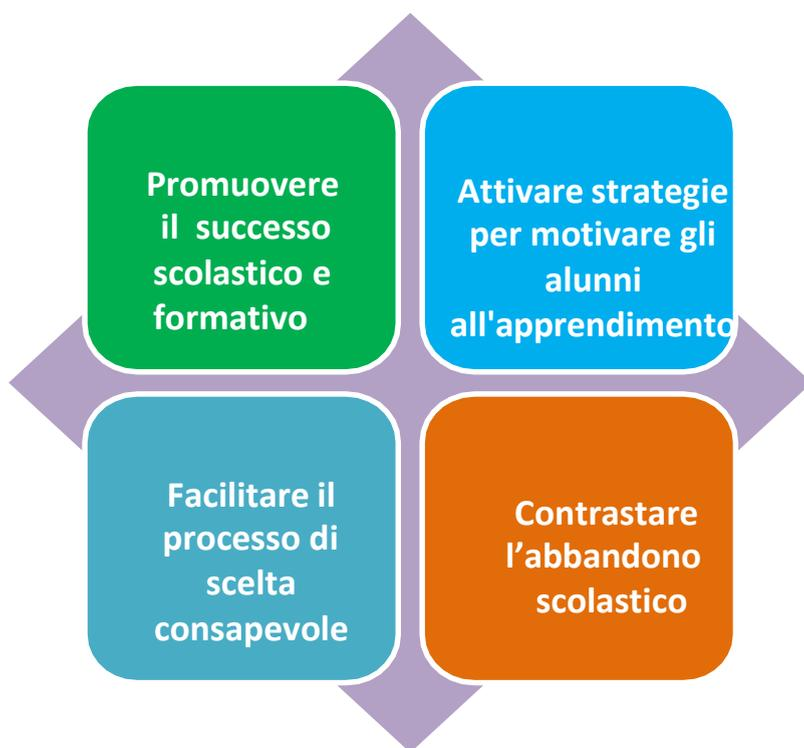 Promuovere
il successo
scolastico e
formativo
Attivare strategie
per motivare gli
alunni
all'apprendimento
Facilitare il
processo di
scelta
consapevole
Contrastare
l’abbandono
scolastico